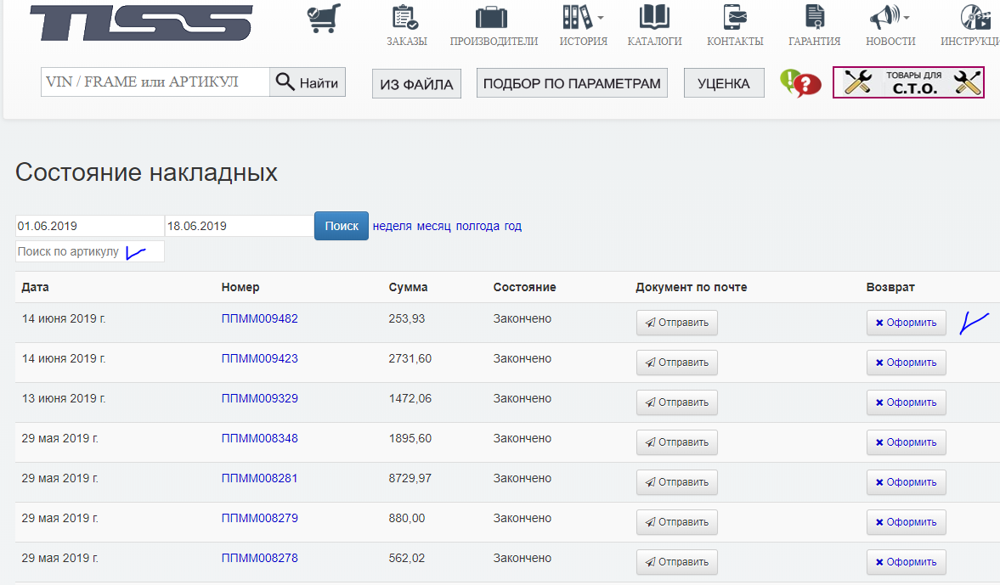 TISS
ЗАКАЗЫ ПРОИЗВОДИТЕЛИ ИСТОРИЯ КАТАЛОГИ КОНТАКТЫ ГАРАНТИЯ НОВОСТИ ИНСТРУКЦИ
VIN / FRAME или АРТИКУЛ Найти ИЗ ФАЙЛА ПОДБОР ПО ПАРАМЕТРАМ УЦЕНКА ! ? ТОВАРЫ ДЛЯ
С.Т.О.
Состояние накладных
01.06.2019 18.06.2019 Поиск неделя месяц полгода год
Поиск по артикулу
Дата Номер Сумма Состояние Документ по почте Возврат
14 июня 2019 г. ППММ009482 253,93 Закончено Отправить Оформить
14 июня 2019 г. ППММ009423 2731,60 Закончено Отправить Оформить
13 июня 2019 г. ППММ009329 1472,06 Закончено Отправить Оформить
29 мая 2019 г. ППММ008348 1895,60 Закончено Отправить Оформить
29 мая 2019 г. ППММ008281 8729,97 Закончено Отправить Оформить
29 мая 2019 г. ППММ008279 880,00 Закончено Отправить Оформить
29 мая 2019 г. ППММ008278 562,02 Закончено Отправить Оформить